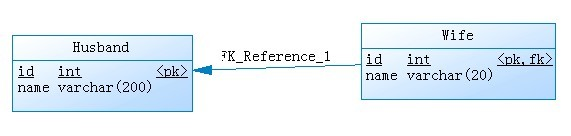 Husband
id int <pk>
name varchar(200)
FK_Reference_1
Wife
id int <pk,fk>
name varchar(20)